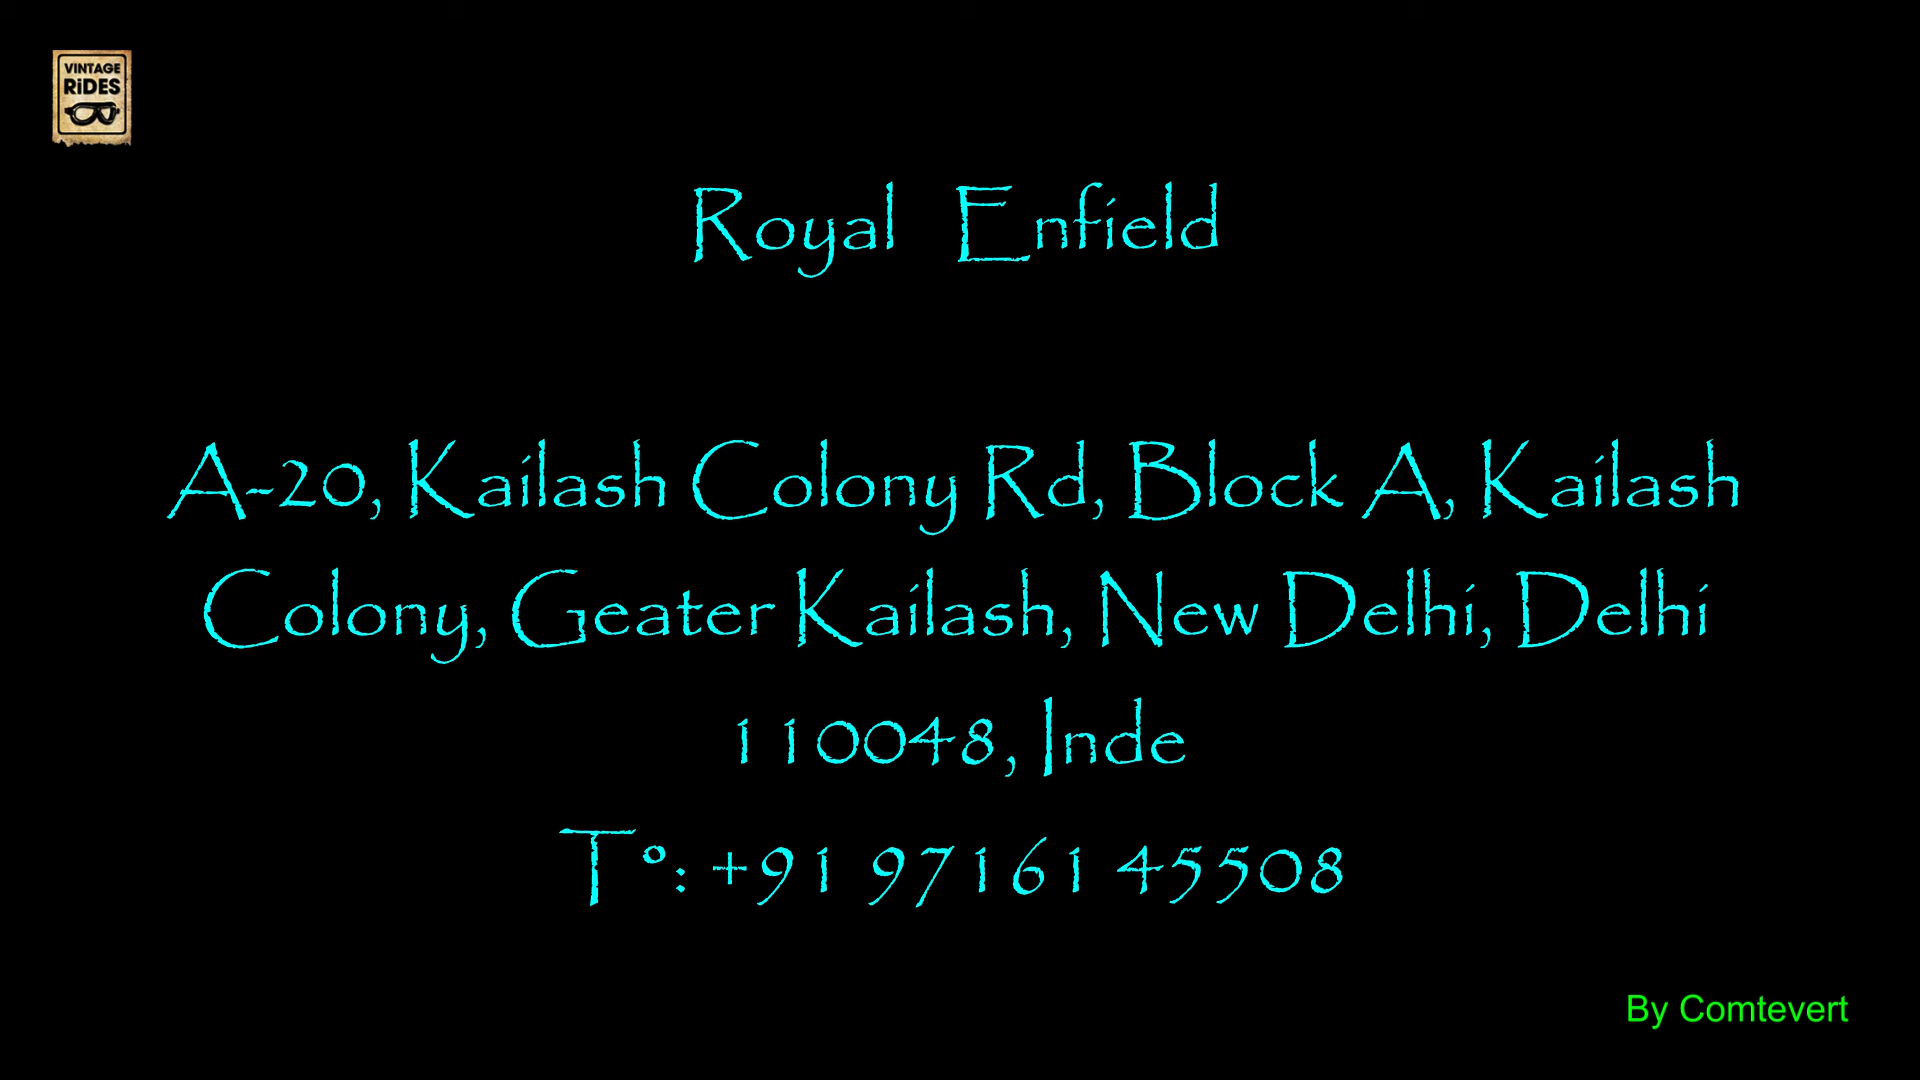 VINTAGE
RiDES
Royal Enfield
A-20, Kailash Colony Rd, Block A, Kailash
Colony, Geater Kailash, New Delhi, Delhi
110048, Inde
T°: +91 97161 45508
By Comtevert